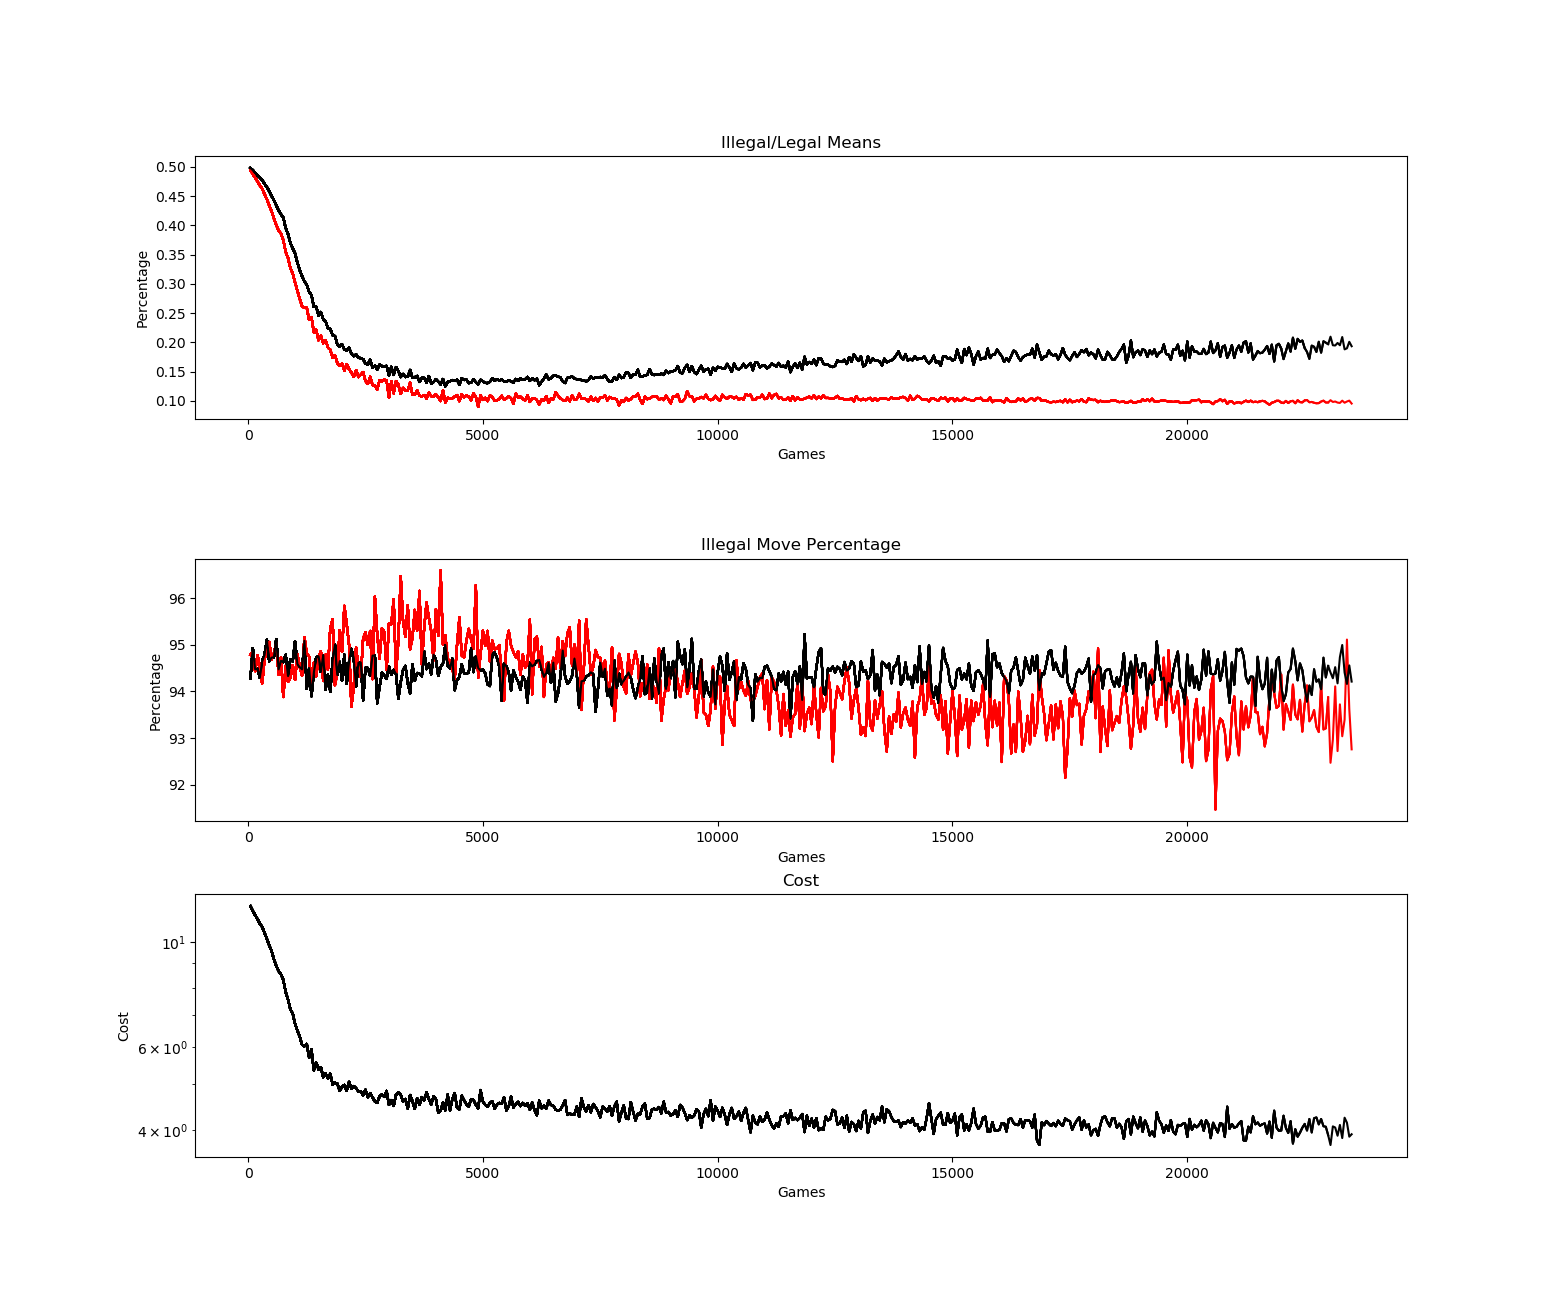 Illegal/Legal Means
Percentage
0.50
0.45
0.40
0.35
0.30
0.25
0.20
0.15
0.10
0 5000 10000 15000 20000
Games
Illegal Move Percentage
Percentage
96
95
94
93
92
0 5000 10000 15000 20000
Games
Cost
Cost
10¹
6 × 10⁰
4 × 10⁰
0 5000 10000 15000 20000
Games